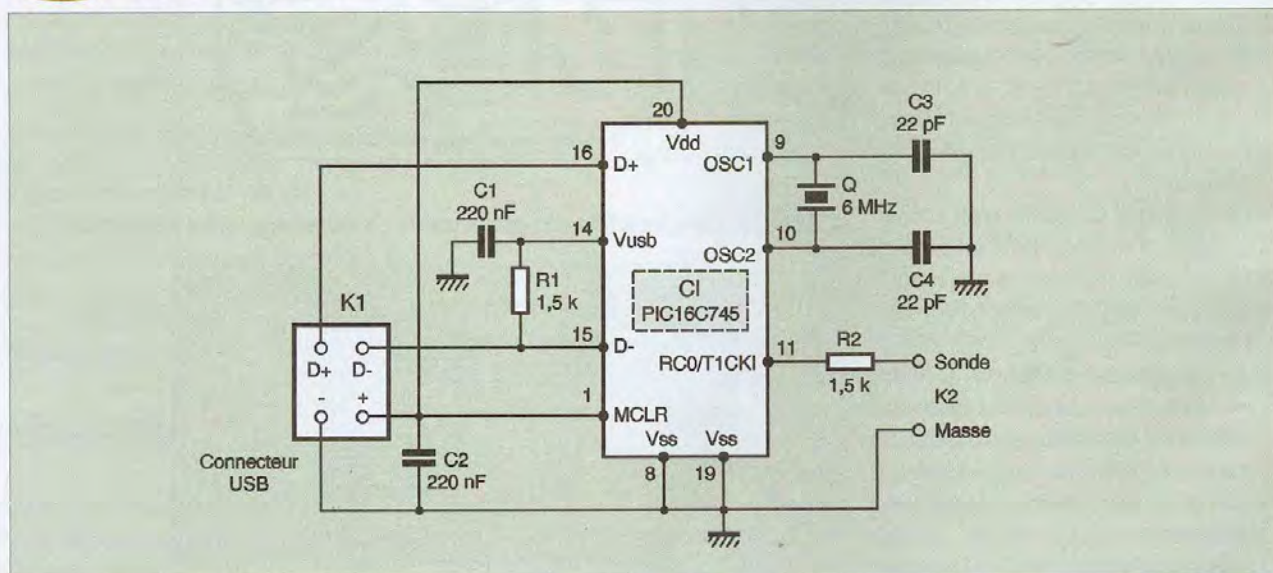 20
Vdd
16
D+
9
OSC1
C3
22 pF
C1
220 nF
Q
6 MHz
14
Vusb
10
OSC2
R1
1,5 k
CI
PIC16C745
C4
22 pF
K1
15
D-
D+ D-
- +
11
RC0/T1CKI
R2
1,5 k
Sonde
K2
Masse
1
MCLR
Vss Vss
8 19
Connecteur
USB
C2
220 nF